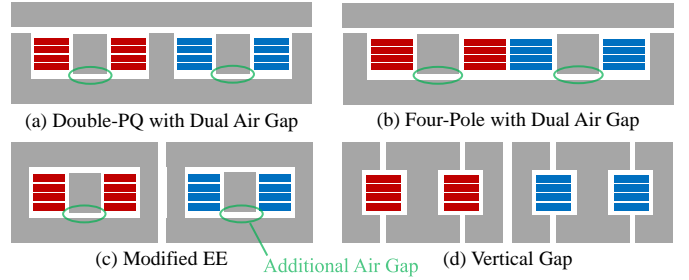 (a) Double-PQ with Dual Air Gap
(b) Four-Pole with Dual Air Gap
(c) Modified EE
(d) Vertical Gap
Additional Air Gap